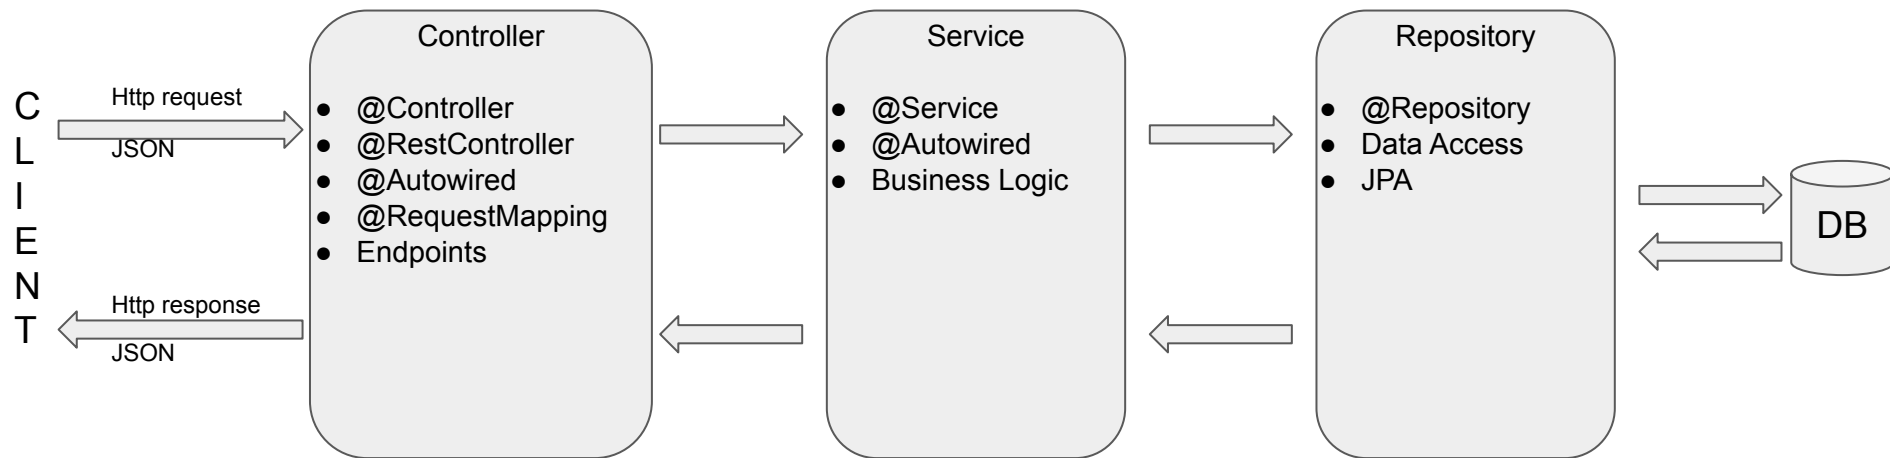 CLIENT
Http request
JSON
Http response
JSON
Controller
● @Controller
● @RestController
● @Autowired
● @RequestMapping
● Endpoints
Service
● @Service
● @Autowired
● Business Logic
Repository
● @Repository
● Data Access
● JPA
DB